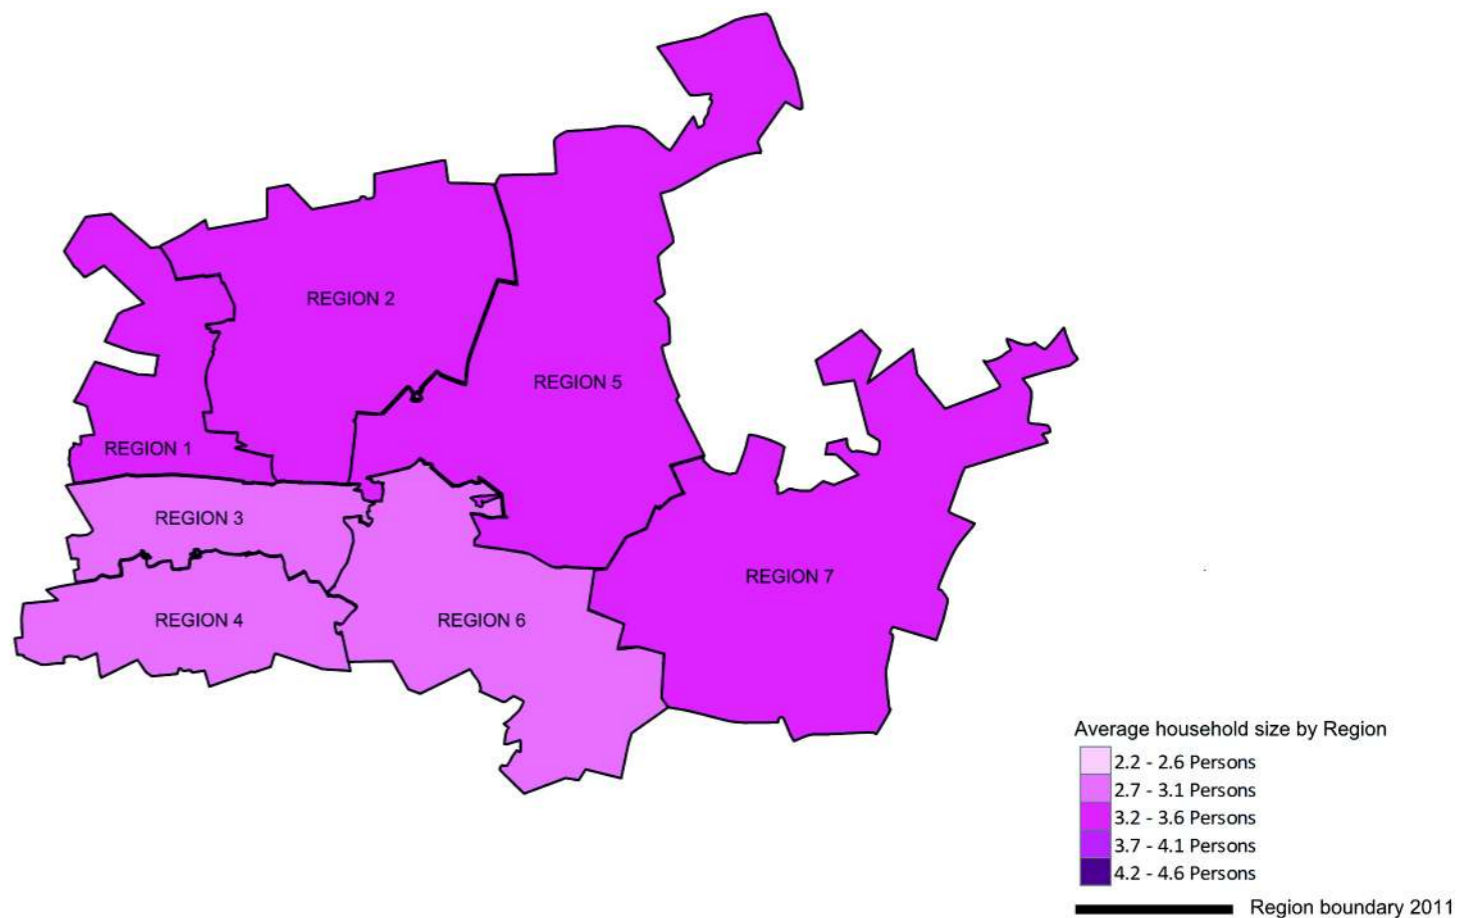 REGION 2
REGION 5
REGION 1
REGION 3
REGION 7
REGION 4
REGION 6
Average household size by Region
2.2 - 2.6 Persons
2.7 - 3.1 Persons
3.2 - 3.6 Persons
3.7 - 4.1 Persons
4.2 - 4.6 Persons
Region boundary 2011